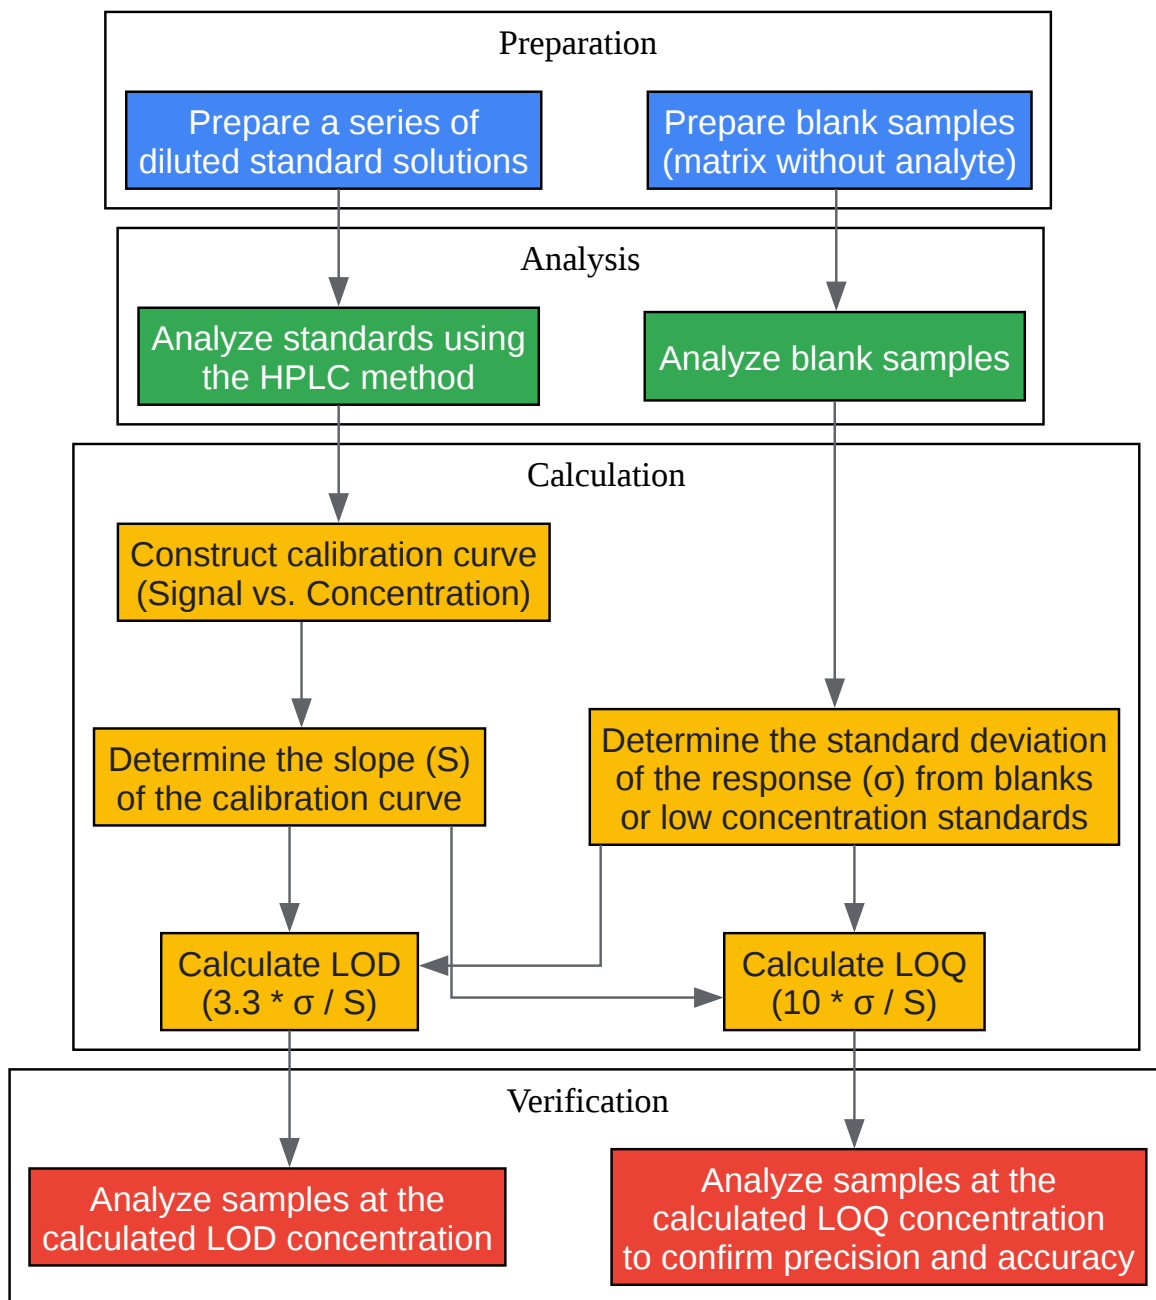 Preparation
Prepare a series of
diluted standard solutions
Prepare blank samples
(matrix without analyte)
Analysis
Analyze standards using
the HPLC method
Analyze blank samples
Calculation
Construct calibration curve
(Signal vs. Concentration)
Determine the slope (S)
of the calibration curve
Determine the standard deviation
of the response (σ) from blanks
or low concentration standards
Calculate LOD
(3.3 * σ / S)
Calculate LOQ
(10 * σ / S)
Verification
Analyze samples at the
calculated LOD concentration
Analyze samples at the
calculated LOQ concentration
to confirm precision and accuracy